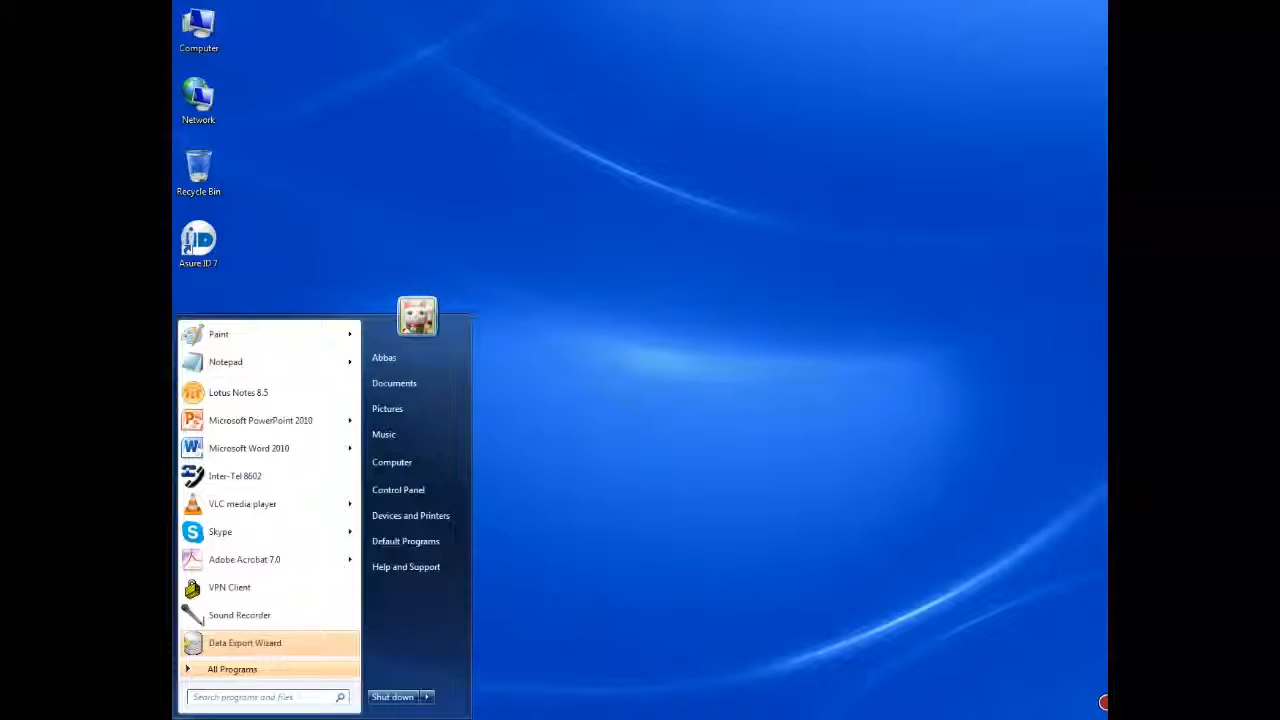 Computer
Network
Recycle Bin
Asure ID 7
Paint
Notepad
Lotus Notes 8.5
Microsoft PowerPoint 2010
Microsoft Word 2010
Inter-Tel 8602
VLC media player
Skype
Adobe Acrobat 7.0
VPN Client
Sound Recorder
Data Export Wizard
All Programs
Search programs and files
Abbas
Documents
Pictures
Music
Computer
Control Panel
Devices and Printers
Default Programs
Help and Support
Shut down